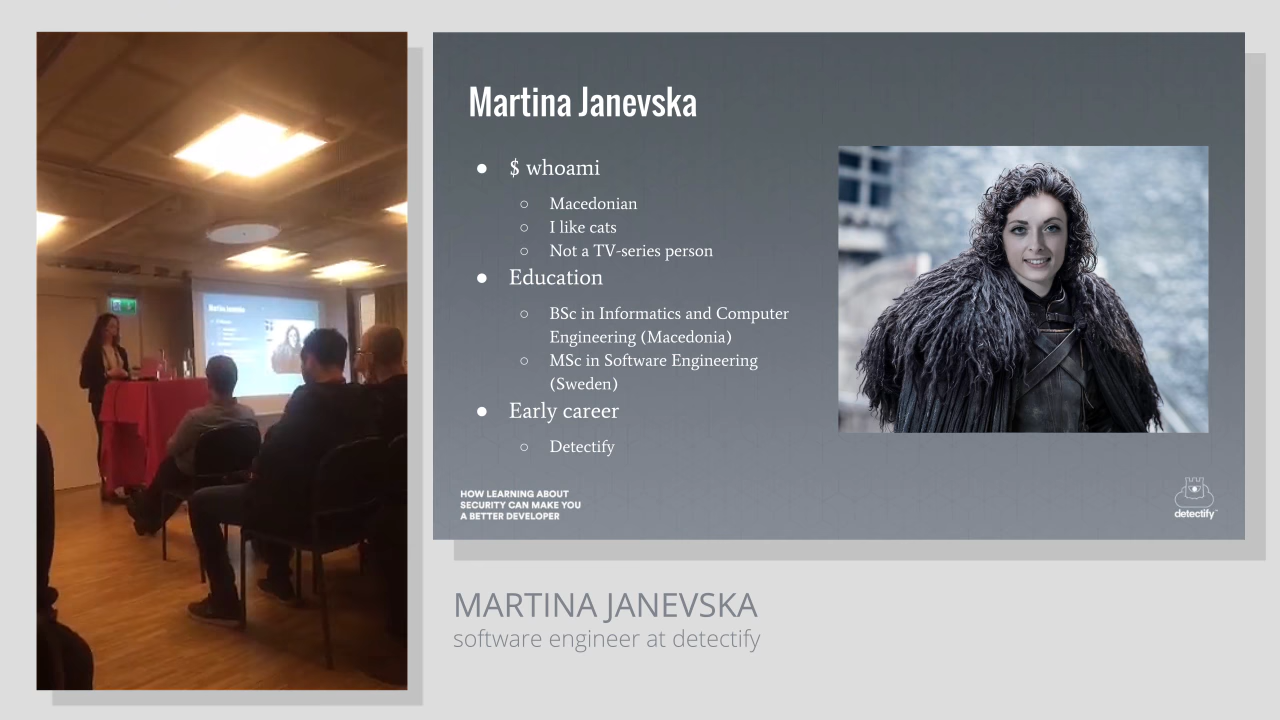 Martina Janevska
● $ whoami
○ Macedonian
○ I like cats
○ Not a TV-series person
● Education
○ BSc in Informatics and Computer
Engineering (Macedonia)
○ MSc in Software Engineering
(Sweden)
● Early career
○ Detectify
HOW LEARNING ABOUT
SECURITY CAN MAKE YOU
A BETTER DEVELOPER
detectify
MARTINA JANEVSKA
software engineer at detectify